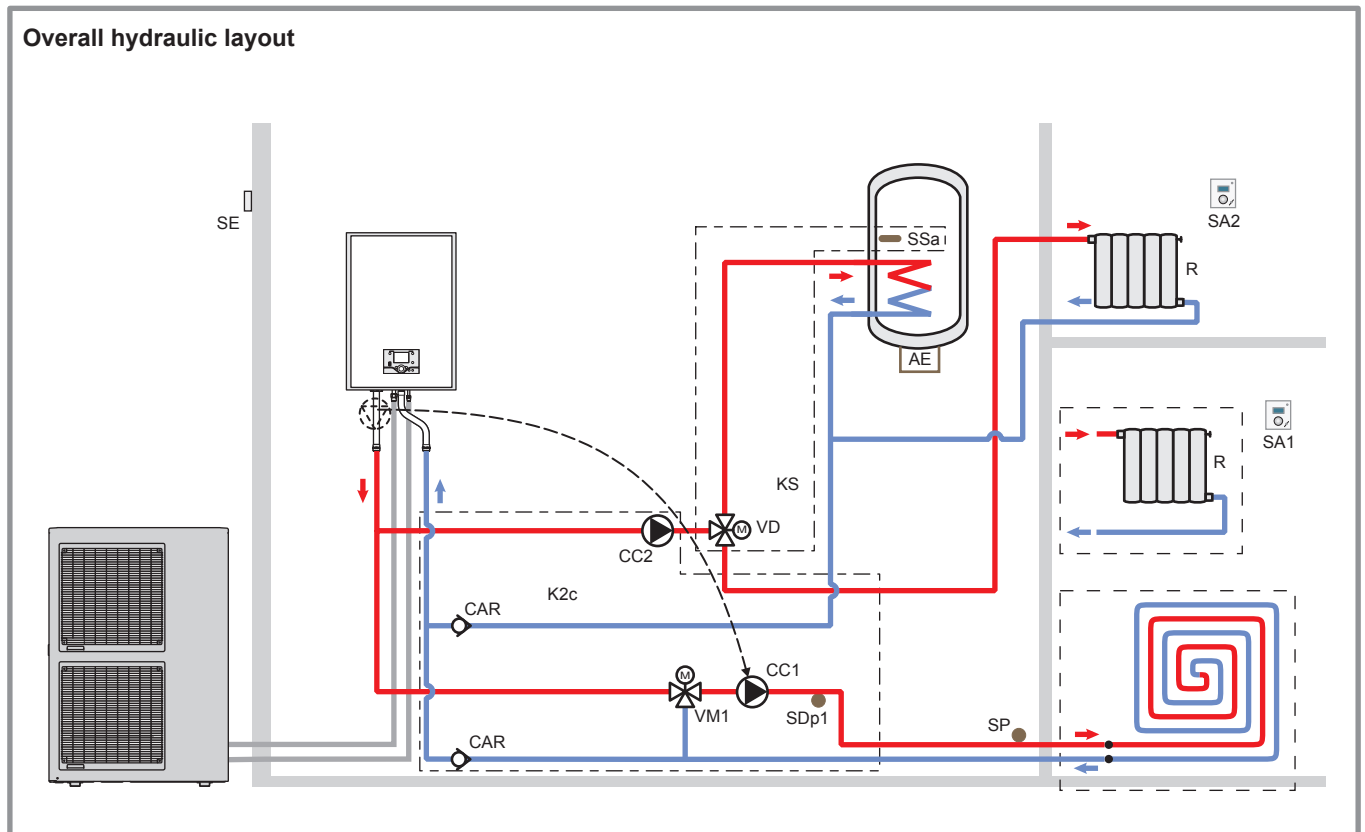 Overall hydraulic layout
SE
SSa
SA2
R
AE
SA1
R
KS
M
VD
CC2
K2c
CAR
M
CC1
VM1
SDp1
SP
CAR